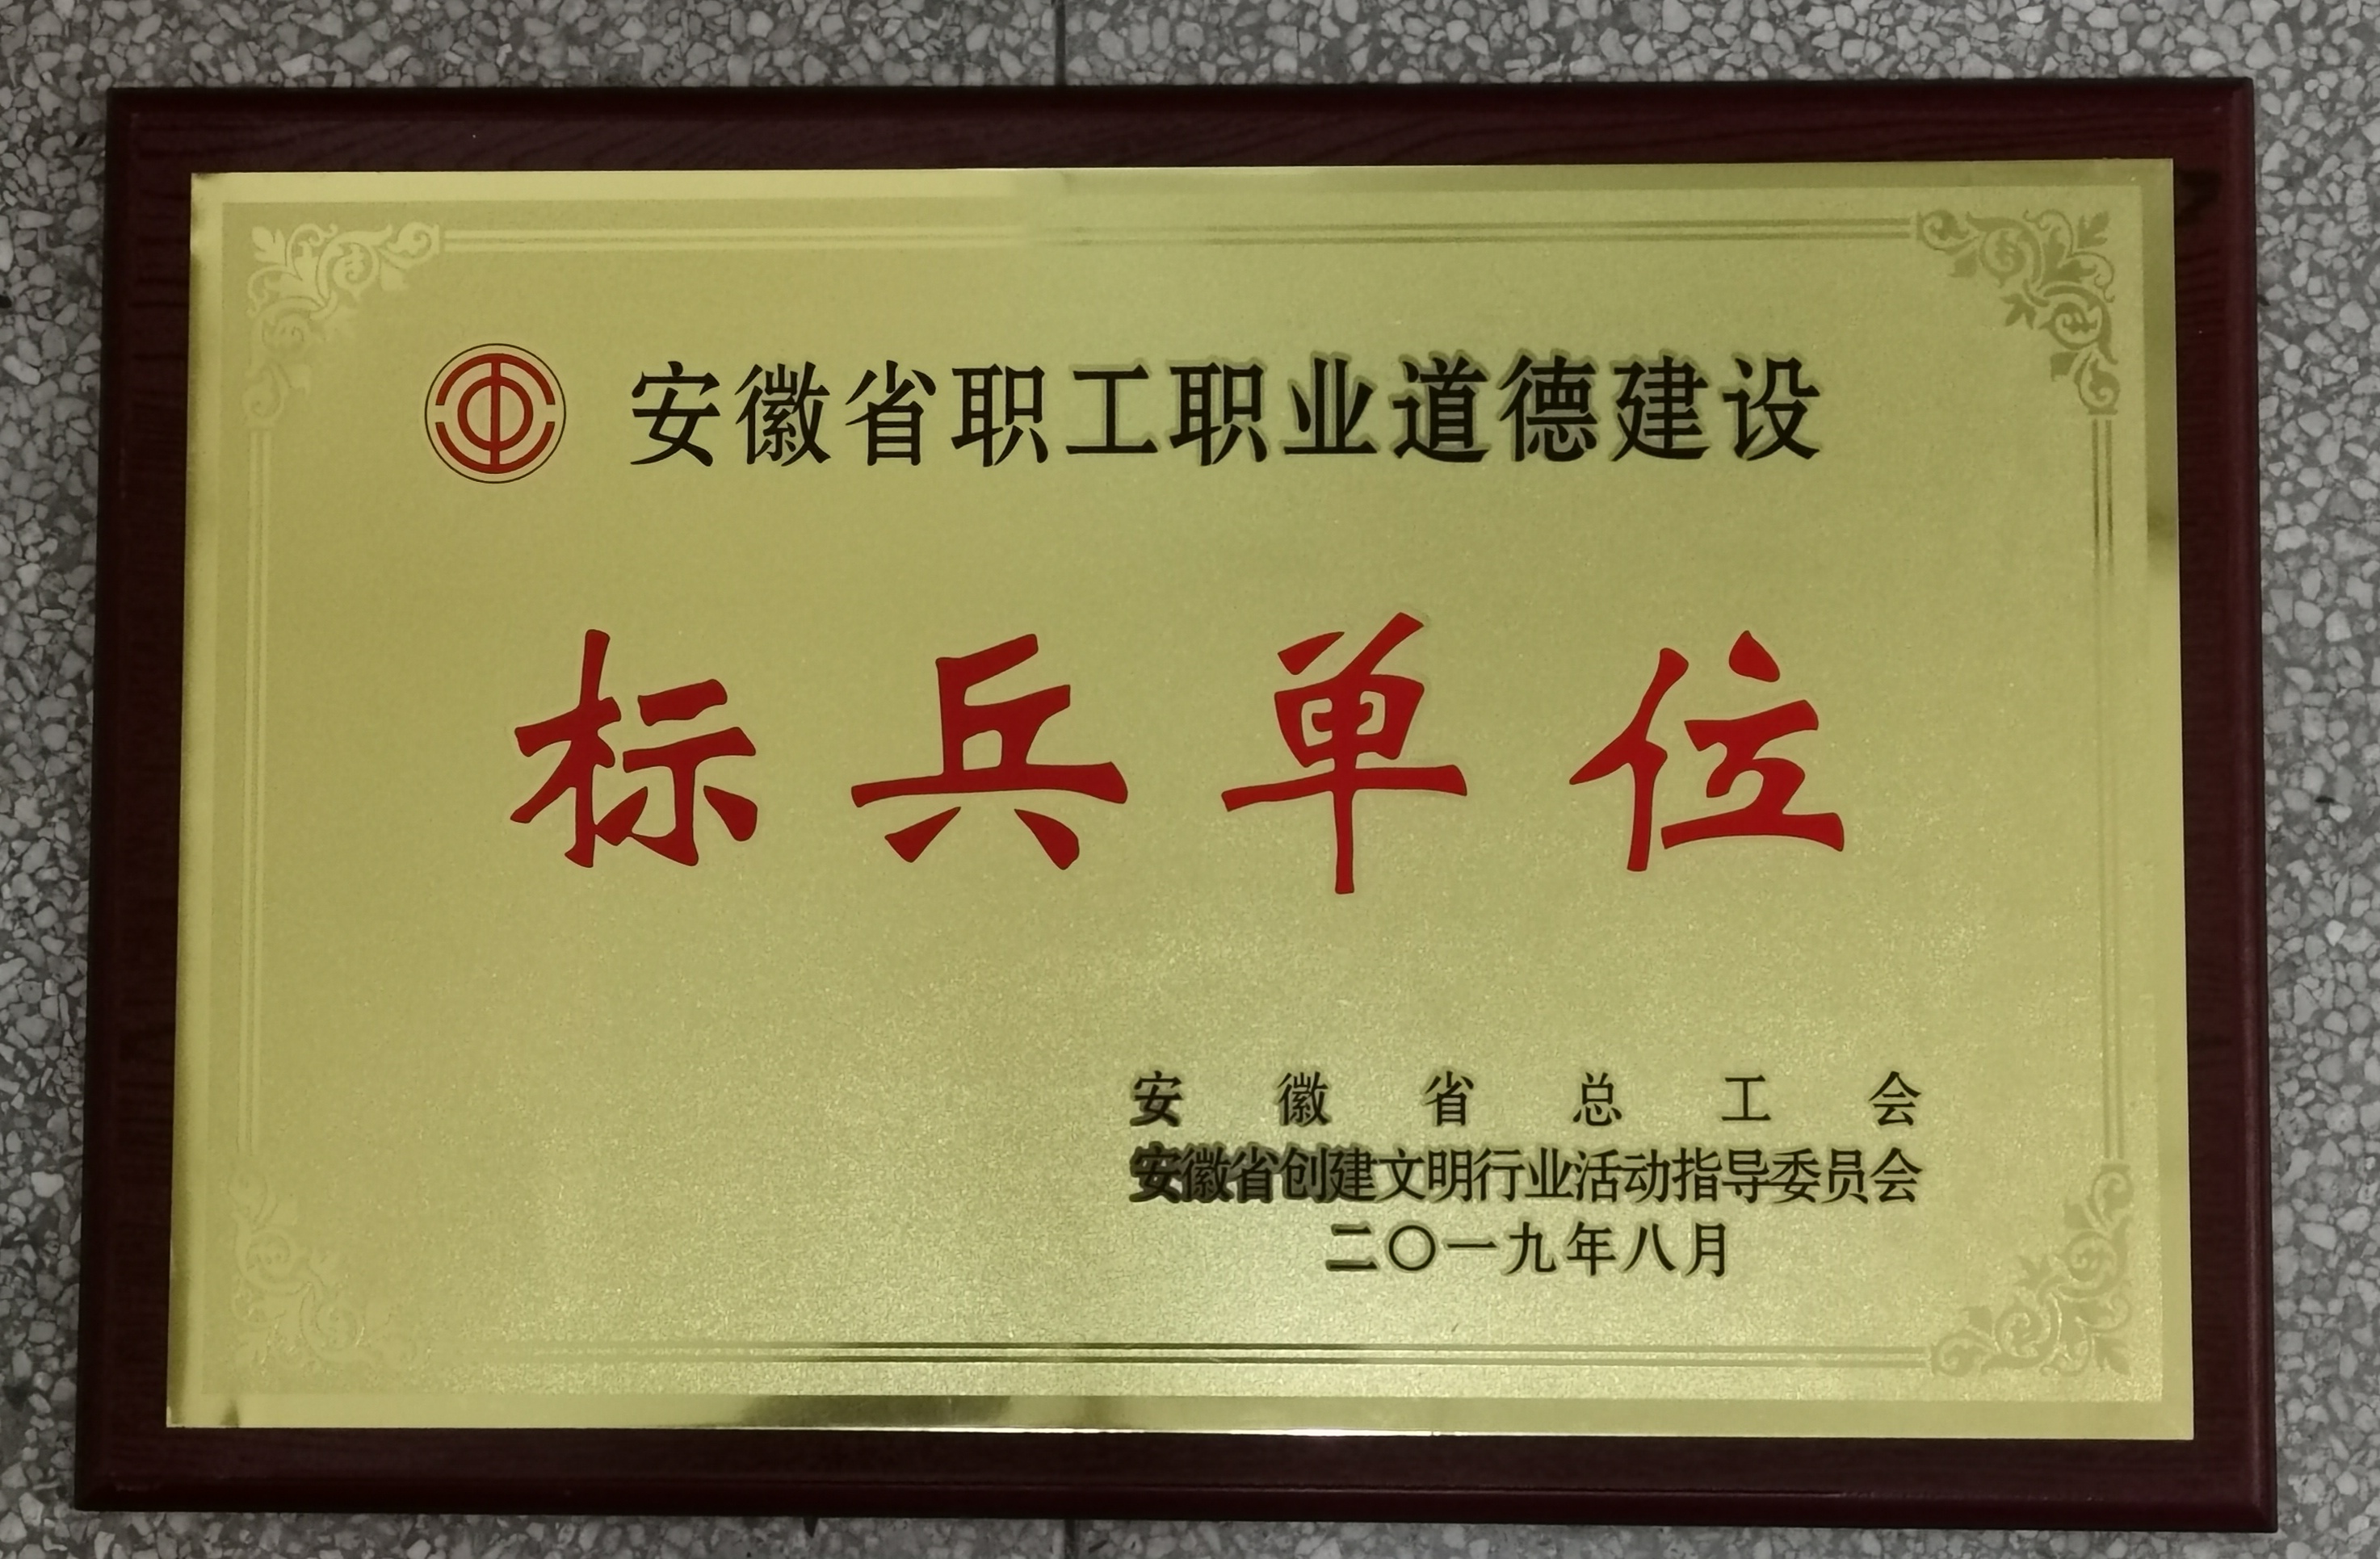 安徽省职工职业道德建设
标兵单位
安徽省总工会
安徽省创建文明行业活动指导委员会
二〇一九年八月